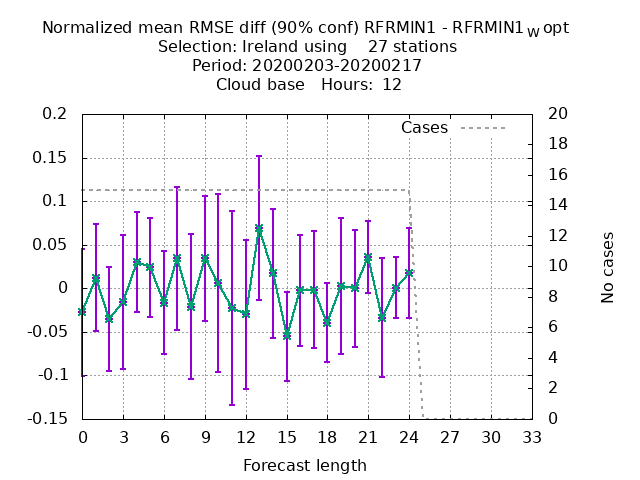 Normalized mean RMSE diff (90% conf) RFRMIN1 - RFRMIN1W opt
Selection: Ireland using 27 stations
Period: 20200203-20200217
Cloud base Hours: 12
Cases
0.2
0.15
0.1
0.05
0
-0.05
-0.1
-0.15
20
18
16
14
12
10
8
6
4
2
0
No cases
0 3 6 9 12 15 18 21 24 27 30 33
Forecast length